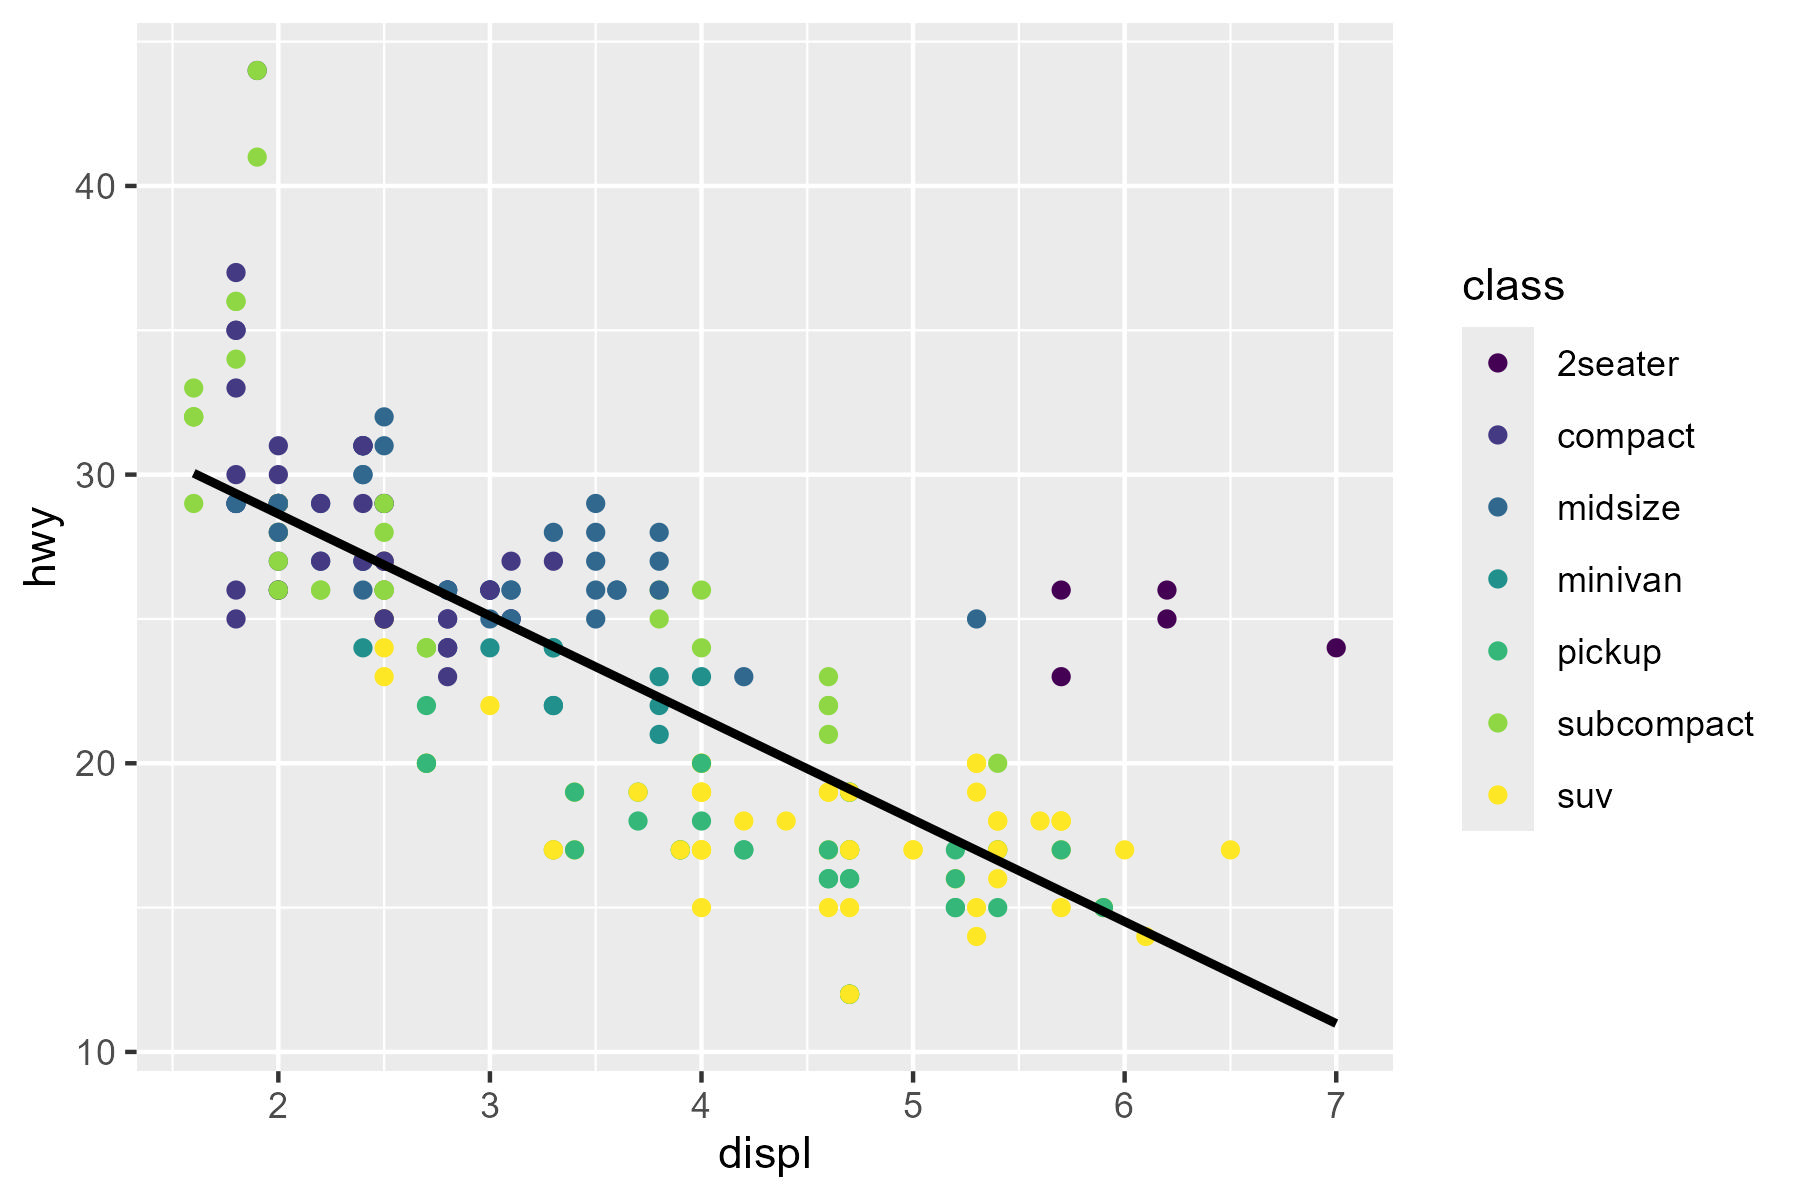 40
30
20
10
hwy
2 3 4 5 6 7
displ
class
2seater
compact
midsize
minivan
pickup
subcompact
suv